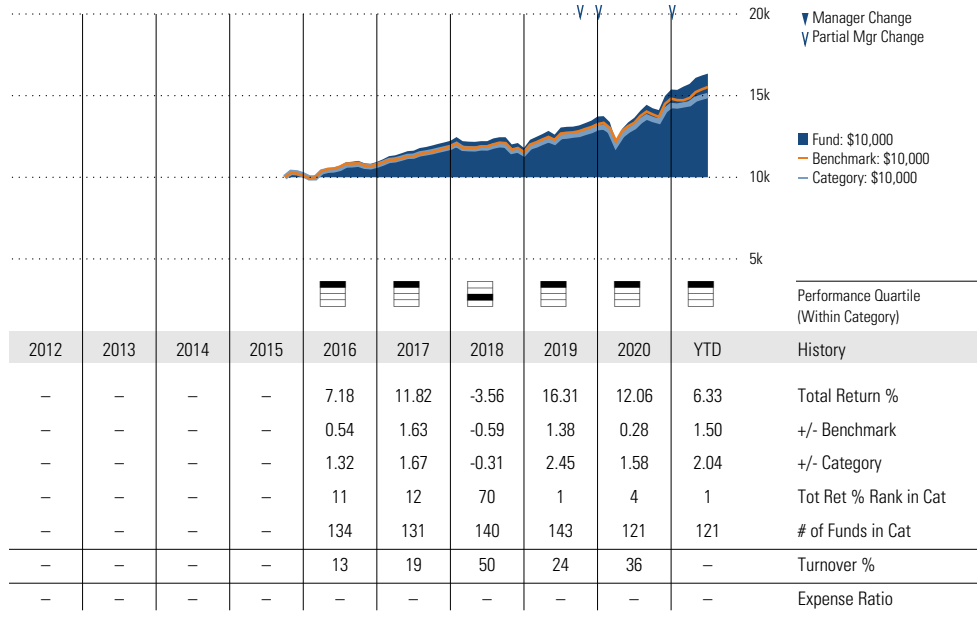 20k
▼ Manager Change
Partial Mgr Change
15k
Fund: $10,000
Benchmark: $10,000
10k
Category: $10,000
5k
Performance Quartile
(Within Category)
2012 2013 2014 2015 2016 2017 2018 2019 2020 YTD History
– – – – 7.18 11.82 -3.56 16.31 12.06 6.33 Total Return %
– – – – 0.54 1.63 -0.59 1.38 0.28 1.50 +/- Benchmark
– – – – 1.32 1.67 -0.31 2.45 1.58 2.04 +/- Category
– – – – 11 12 70 1 4 1 Tot Ret % Rank in Cat
– – – – 134 131 140 143 121 121 # of Funds in Cat
– – – – 13 19 50 24 36 – Turnover %
– – – – – – – – – – Expense Ratio